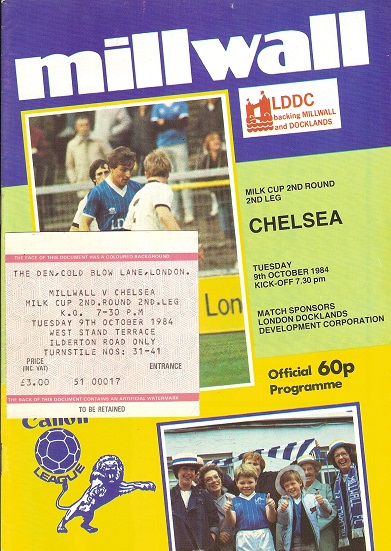 millwall
LDDC
backing MILLWALL
and DOCKLANDS
MILK CUP 2ND ROUND
2ND LEG
CHELSEA
TUESDAY
9th OCTOBER 1984
KICK-OFF 7.30 pm
MATCH SPONSORS
LONDON DOCKLANDS
DEVELOPMENT CORPORATION
Official 60p
Programme
THE FACE OF THIS DOCUMENT HAS A COLOURED BACKGROUND
THE DEN,COLD BLOW LANE,LONDON.
MILLWALL V CHELSEA
MILK CUP 2ND.ROUND 2ND.LEG
K.O. 7-30 P.M
TUESDAY 9TH OCTOBER 1984
WEST STAND TERRACE
ILDERTON ROAD ONLY
TURNSTILE NOS: 31-41
PRICE
(INC. VAT)
ENTRANCE
£3.00 51 00017
THE BACK OF THIS DOCUMENT CONTAINS AN ARTIFICIAL WATERMARK
TO BE RETAINED
Canon
LEAGUE